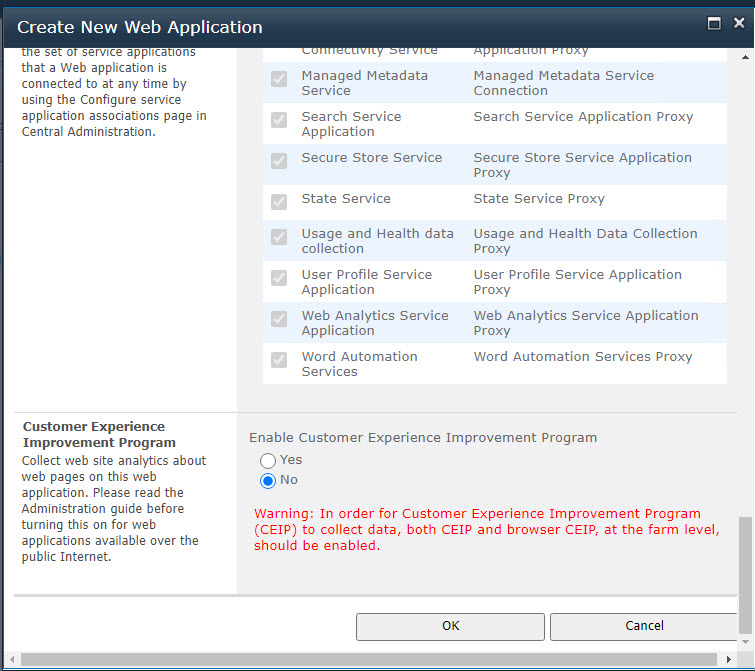 Create New Web Application
the set of service applications
that a Web application is
connected to at any time by
using the Configure service
application associations page in
Central Administration.
Connectivity Service
Application Proxy
Managed Metadata
Service
Managed Metadata Service
Connection
Search Service
Application
Search Service Application Proxy
Secure Store Service
Secure Store Service Application
Proxy
State Service
State Service Proxy
Usage and Health data
collection
Usage and Health Data Collection
Proxy
User Profile Service
Application
User Profile Service Application
Proxy
Web Analytics Service
Application
Web Analytics Service Application
Proxy
Word Automation
Services
Word Automation Services Proxy
Customer Experience
Improvement Program
Collect web site analytics about
web pages on this web
application. Please read the
Administration guide before
turning this on for web
applications available over the
public Internet.
Enable Customer Experience Improvement Program
Yes
No
Warning: In order for Customer Experience Improvement Program
(CEIP) to collect data, both CEIP and browser CEIP, at the farm level,
should be enabled.
OK
Cancel